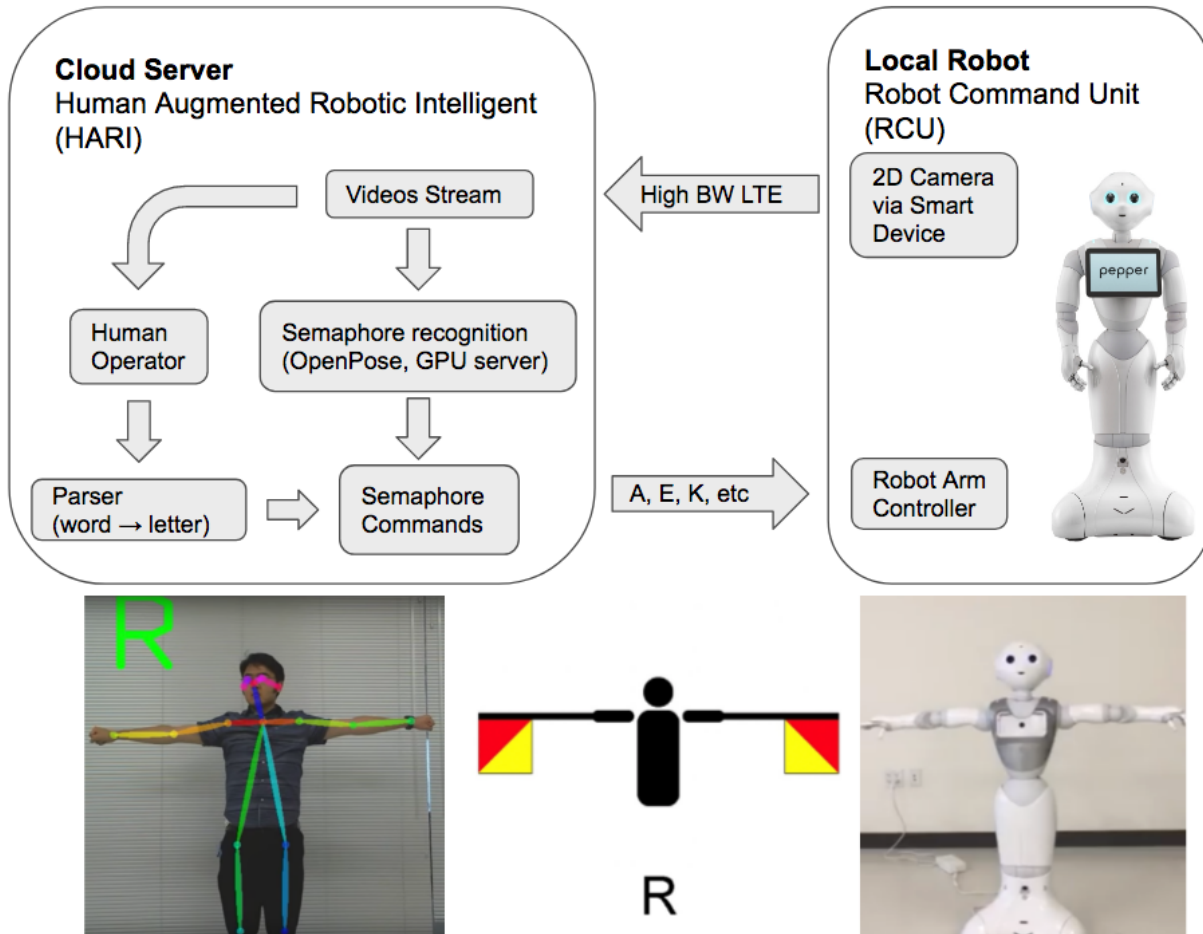 Cloud Server
Human Augmented Robotic Intelligent
(HARI)
Videos Stream
Human
Operator
Semaphore recognition
(OpenPose, GPU server)
Parser
(word → letter)
Semaphore
Commands
High BW LTE
A, E, K, etc
Local Robot
Robot Command Unit
(RCU)
2D Camera
via Smart
Device
pepper
Robot Arm
Controller
R
R